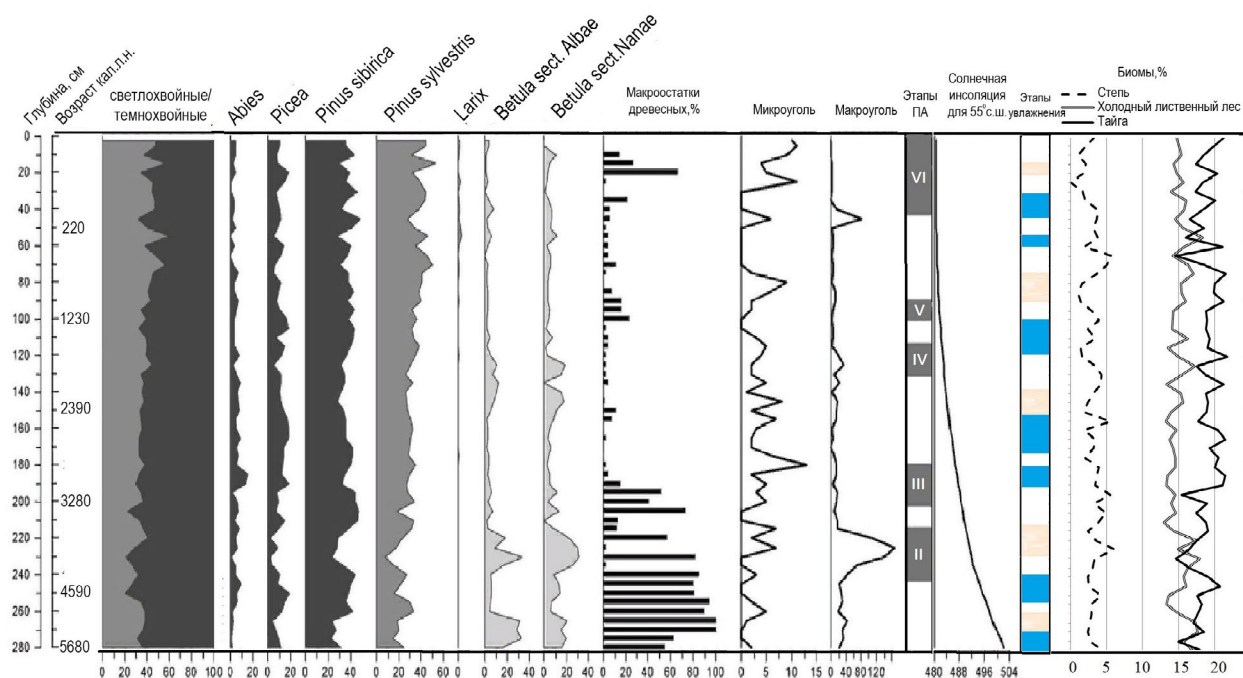 Глубина, см
Возраст кал.л.н.
светлохвойные/
темнохвойные
Abies
Picea
Pinus sibirica
Pinus sylvestris
Larix
Betula sect. Albae
Betula sect.Nanae
Макроостатки
древесных,%
Микроуголь
Макроуголь
Этапы
ПА
Солнечная
инсоляция
для 55°с.ш.
Этапы
увлажнения
Биомы,%
Степь
Холодный лиственный лес
Тайга
0
20
40
60
80
100
120
140
160
180
200
220
240
260
280
220
1230
2390
3280
4590
5680
VI
V
IV
III
II
0 20 40 60 80 100
0 20
0 20
0 20 40 60
0 20 40 60
0
0 20 40
0 20 40
0 20 40 60 80 100
0 5 10 15
0 40 120
480 488 496 504
0 5 10 15 20